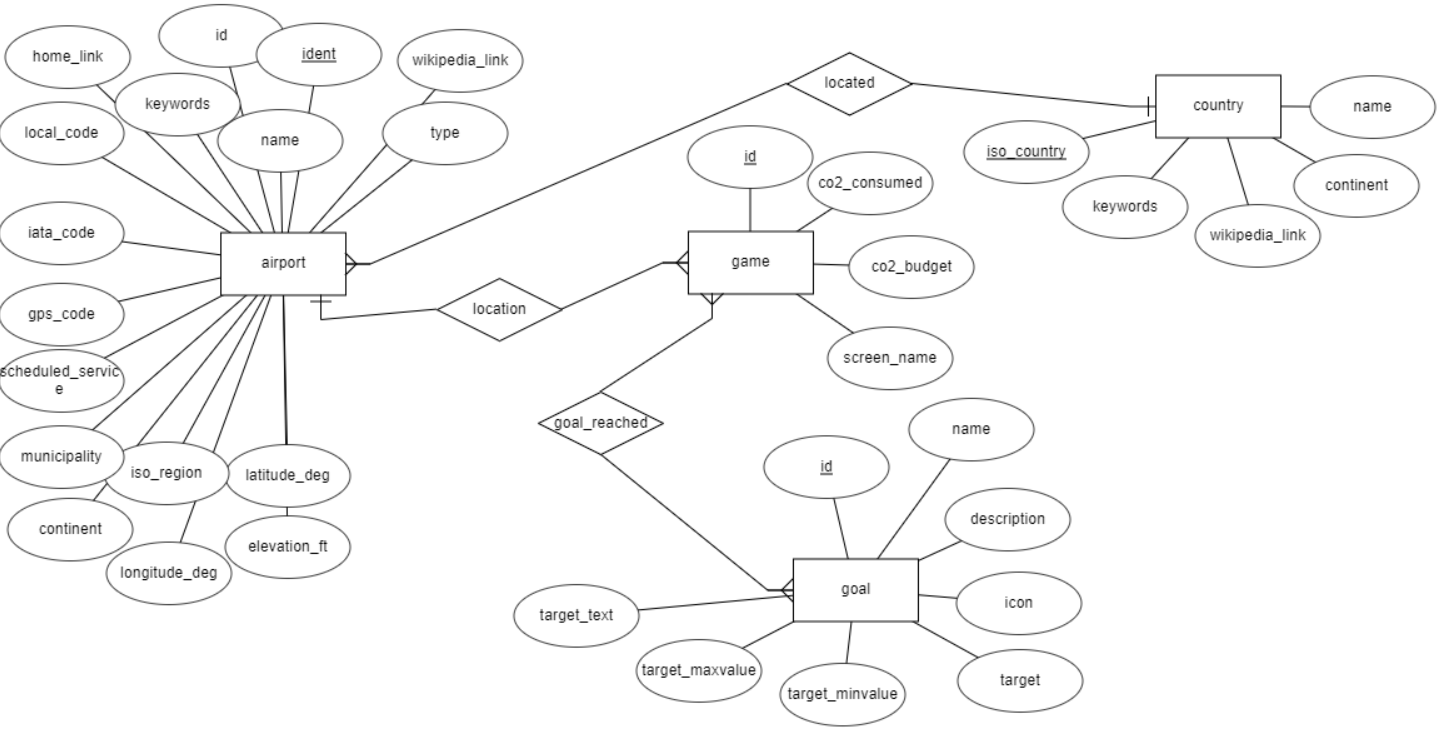 id
home_link
ident
wikipedia_link
keywords
local_code
name
type
located
country
name
id
iso_country
co2_consumed
continent
keywords
iata_code
wikipedia_link
airport
game
co2_budget
gps_code
location
screen_name
scheduled_servic
e
goal_reached
name
municipality
iso_region
latitude_deg
id
continent
description
elevation_ft
longitude_deg
goal
icon
target_text
target_maxvalue
target_minvalue
target